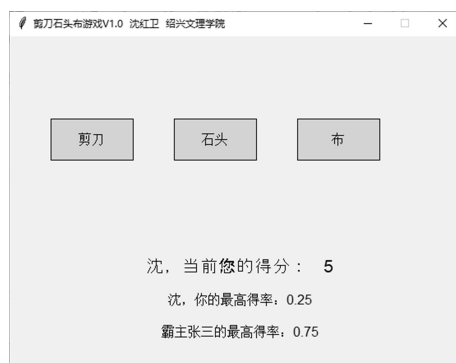 剪刀石头布游戏V1.0 沈红卫 绍兴文理学院
剪刀 石头 布
沈，当前您的得分： 5
沈，你的最高得率：0.25
霸主张三的最高得率：0.75